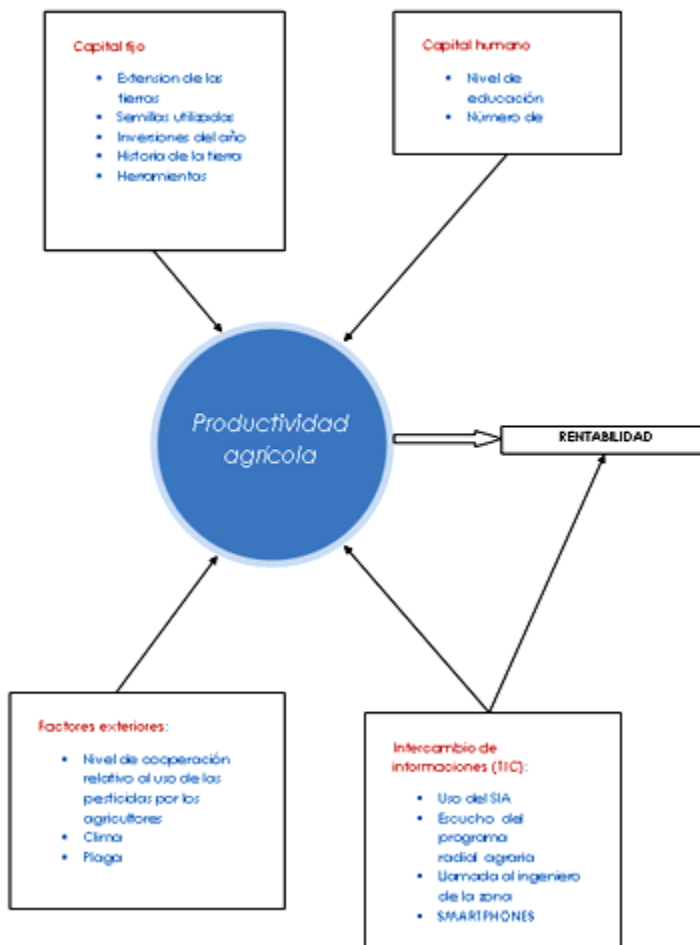 Capital fijo
Extension de las
tierras
Semillas utilizadas
Inversiones del año
Historia de la tierra
Herramientas
Capital humano
Nivel de
educación
Número de
Productividad
agrícola
RENTABILIDAD
Factores exteriores:
Nivel de cooperación
relativo al uso de las
pesticidas por los
agricultores
Clima
Plaga
Intercambio de
informaciones (TIC):
Uso del SIA
Escucho del
programa
radial agraria
Llamada al ingeniero
de la zona
SMARTPHONES